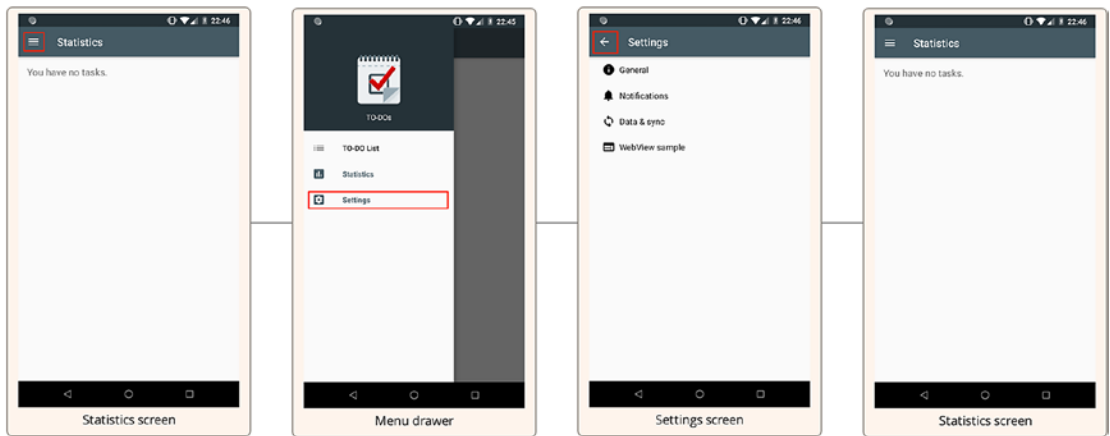 22:46
Statistics
You have no tasks.
Statistics screen
22:45
TO-DOs
TO-DO List
Statistics
Settings
Menu drawer
22:46
Settings
General
Notifications
Data & sync
WebView sample
Settings screen
22:46
Statistics
You have no tasks.
Statistics screen